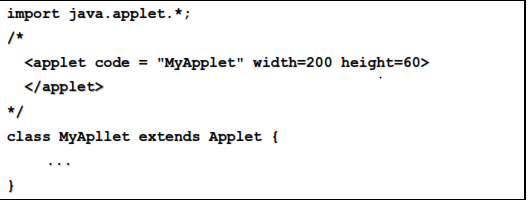 import java.applet.*;
/*
<applet code = "MyApplet" width=200 height=60>
</applet>
*/
class MyApllet extends Applet {
...
}